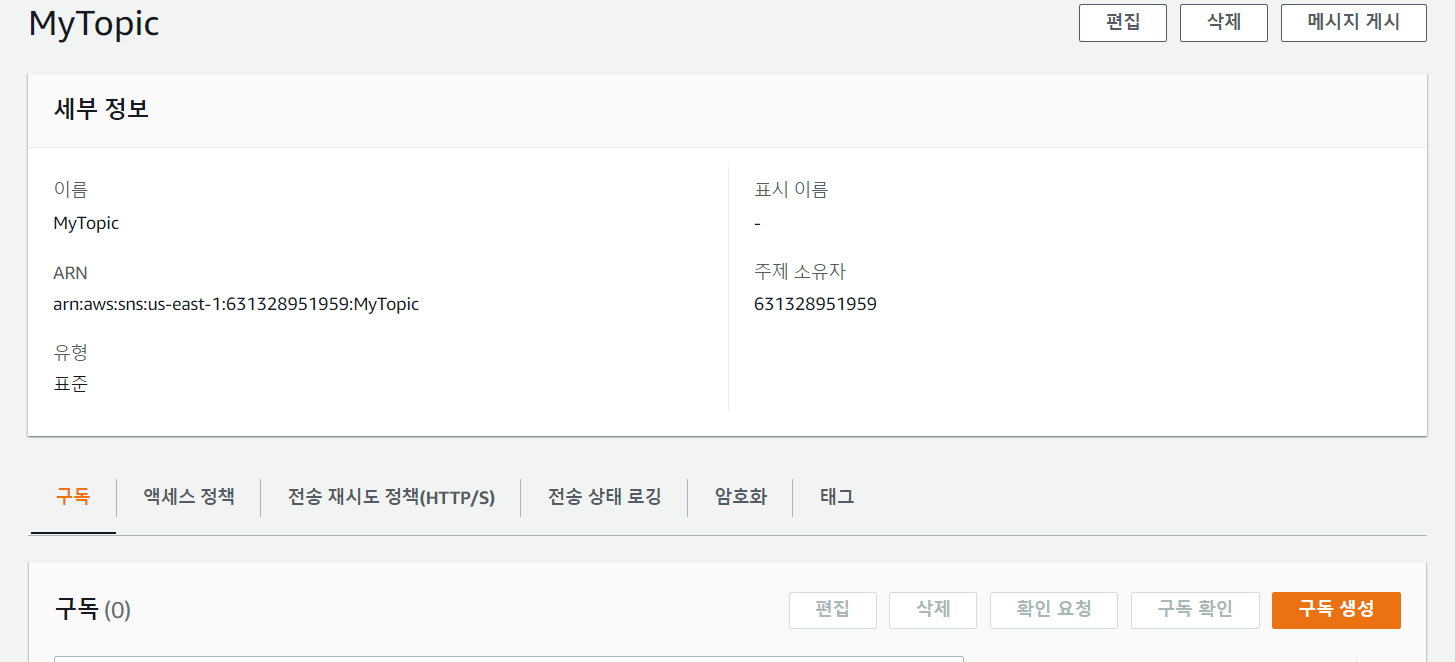 MyTopic
편집 삭제 메시지 게시
세부 정보
이름
MyTopic
ARN
arn:aws:sns:us-east-1:631328951959:MyTopic
유형
표준
표시 이름
-
주제 소유자
631328951959
구독 액세스 정책 전송 재시도 정책(HTTP/S) 전송 상태 로깅 암호화 태그
구독 (0)
편집 삭제 확인 요청 구독 확인 구독 생성